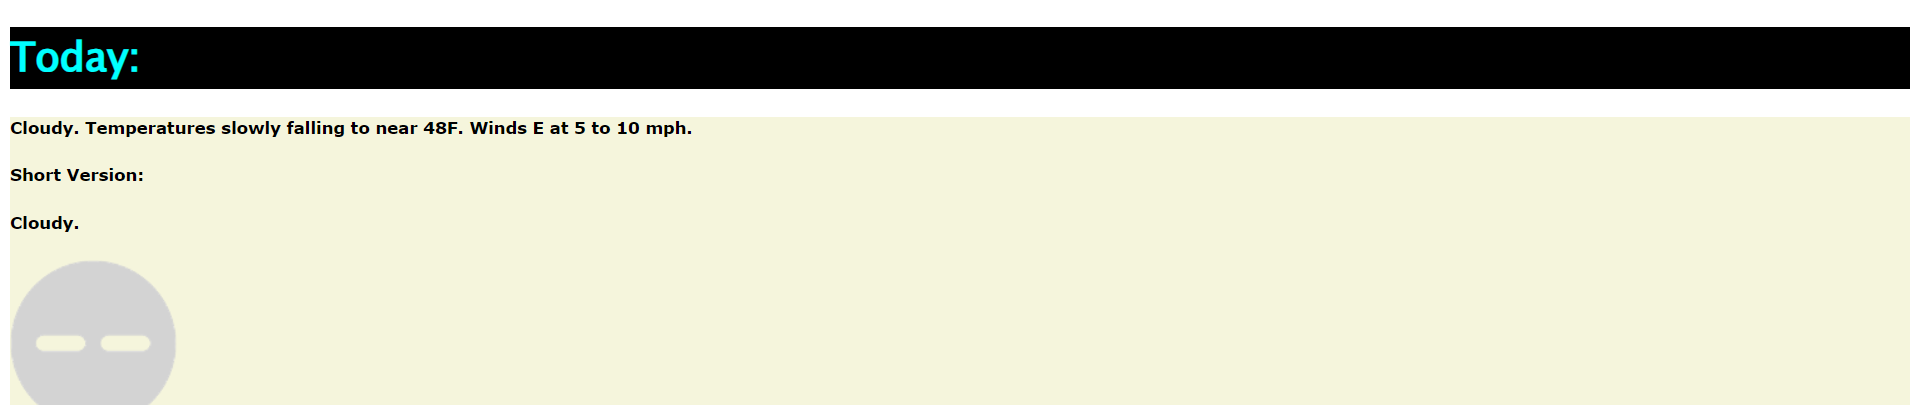 Today:
Cloudy. Temperatures slowly falling to near 48F. Winds E at 5 to 10 mph.
Short Version:
Cloudy.